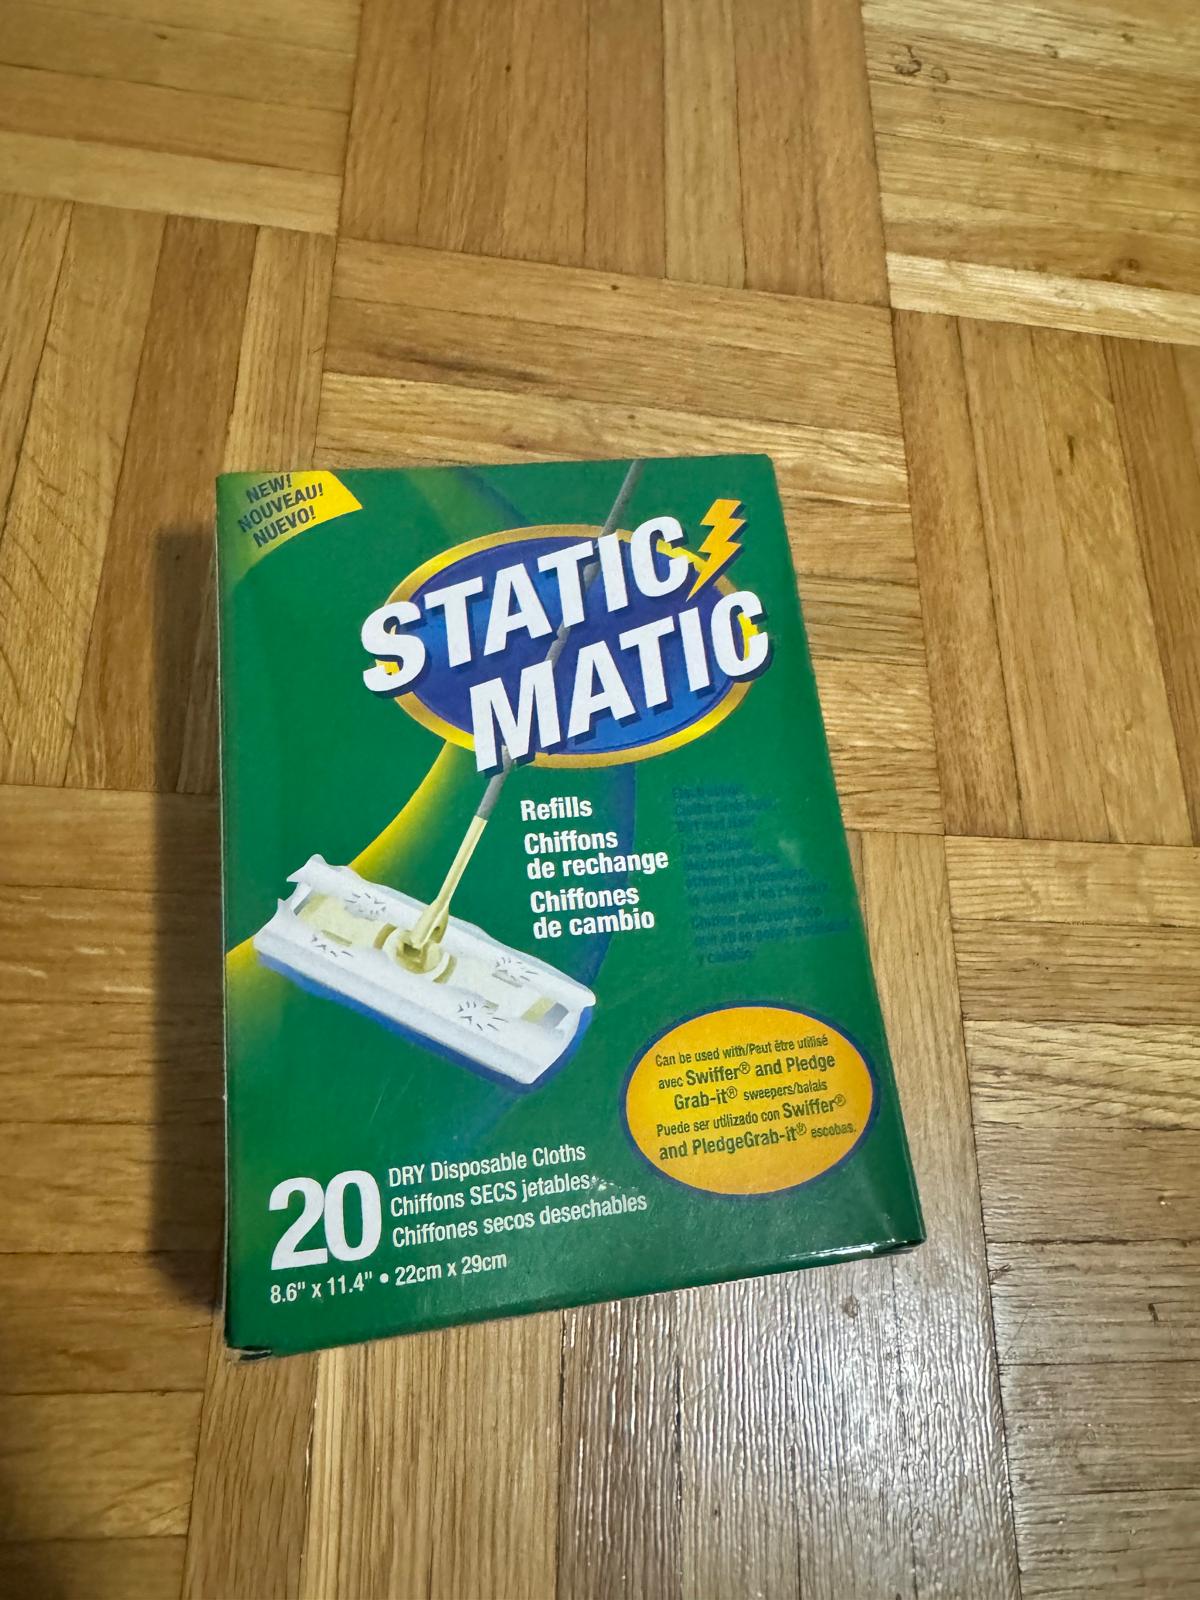 NEW!
NOUVEAU!
NUEVO!
STATIC
MATIC
Refills
Chiffons
de rechange
Chiffones
de cambio
Can be used with/Paut être utilisé
avec Swiffer® and Pledge
Grab-it® sweepers/balais
Puede ser utilizado con Swiffer®
and PledgeGrab-it® escobas.
20
DRY Disposable Cloths
Chiffons SECS jetables
Chiffones secos desechables
8.6" x 11.4" • 22cm x 29cm